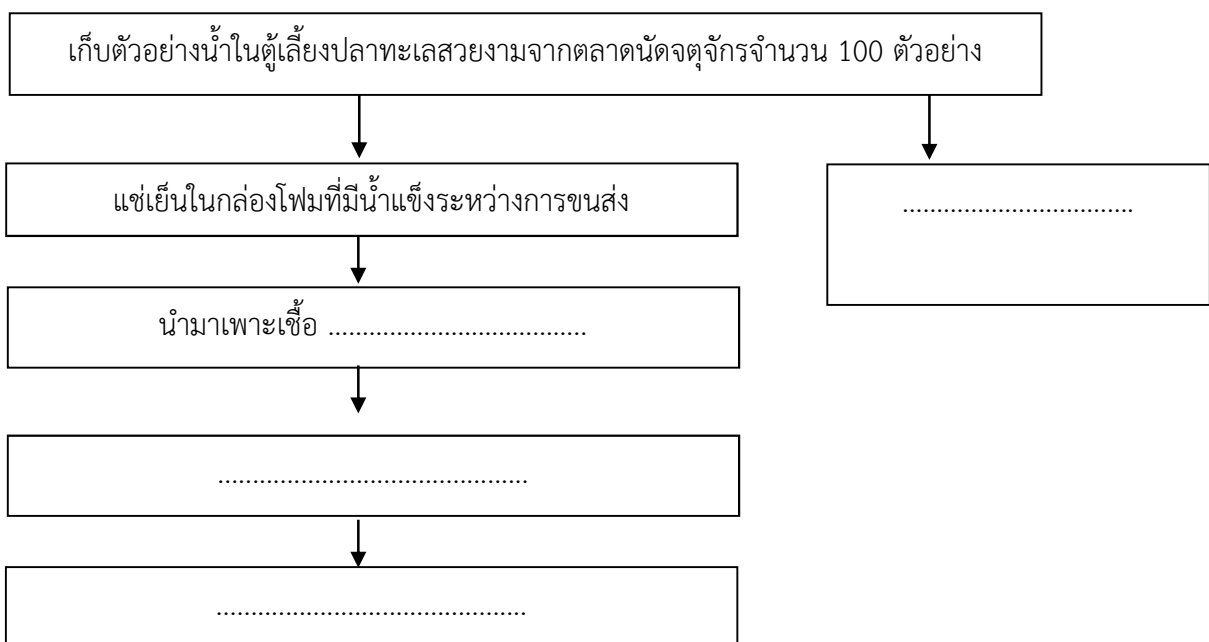 เก็บตัวอย่างน้ำในตู้เลี้ยงปลาทะเลสวยงามจากตลาดนัดจตุจักรจำนวน 100 ตัวอย่าง
แช่เย็นในกล่องโฟมที่มีน้ำแข็งระหว่างการขนส่ง
.................................
นำมาเพาะเชื้อ .....................................
.............................................
.............................................